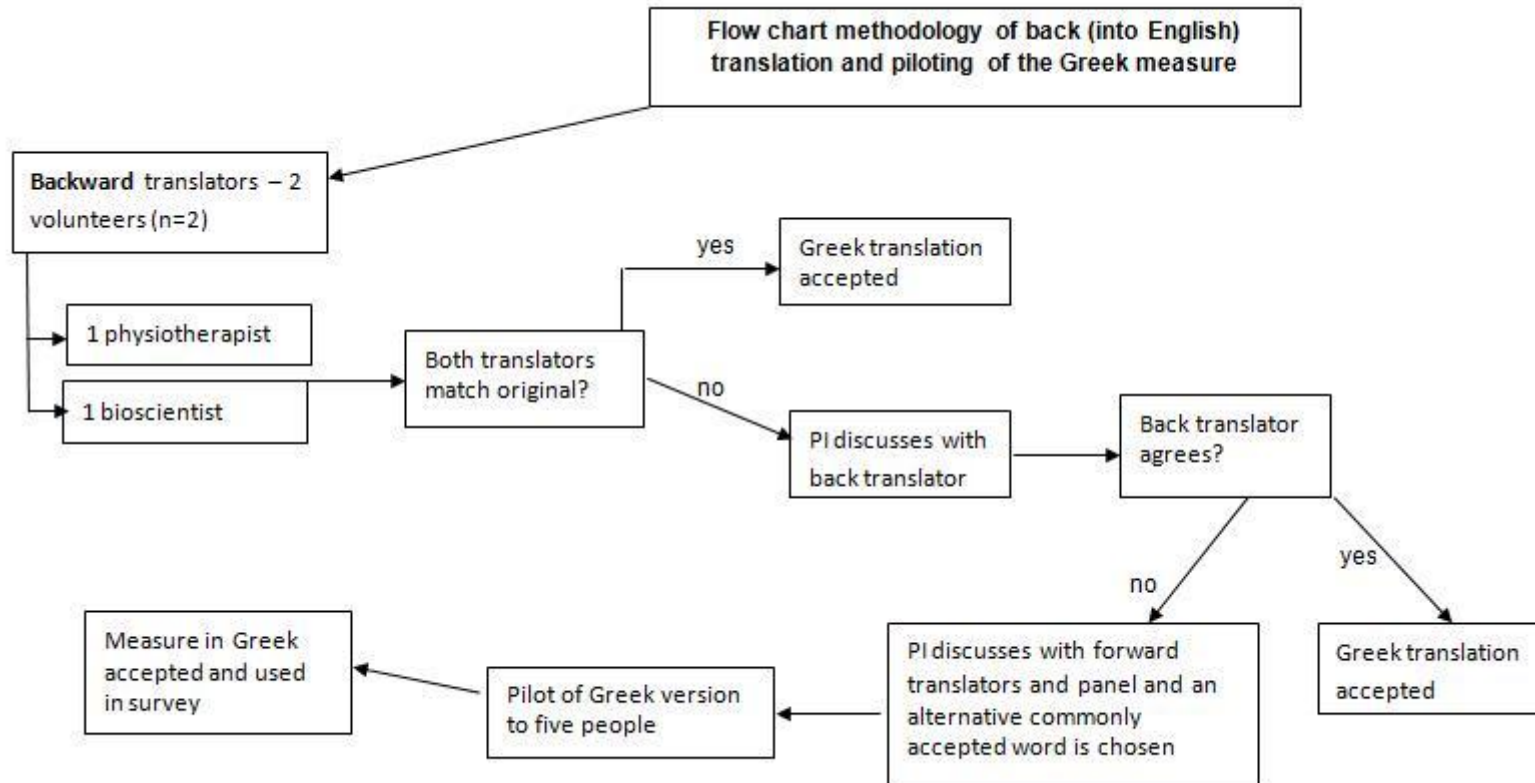 Flow chart methodology of back (into English)
translation and piloting of the Greek measure
Backward translators – 2
volunteers (n=2)
1 physiotherapist
1 bioscientist
Both translators
match original?
yes
Greek translation
accepted
no
PI discusses with
back translator
Back translator
agrees?
no
yes
Greek translation
accepted
PI discusses with forward
translators and panel and an
alternative commonly
accepted word is chosen
Pilot of Greek version
to five people
Measure in Greek
accepted and used
in survey